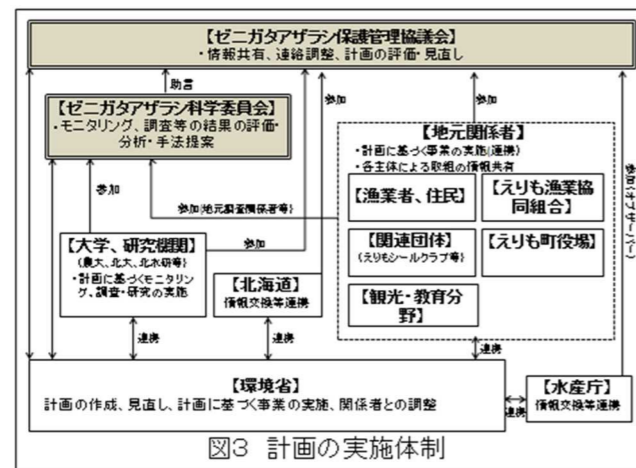 【ゼニガタアザラシ保護管理協議会】
・情報共有、連絡調整、計画の評価・見直し
助言
参加
参加
参加
【ゼニガタアザラシ科学委員会】
・モニタリング、調査等の結果の評価・
分析・手法提案
【地元関係者】
・計画に基づく事業の実施(連携)
・各主体による取組の情報共有
【漁業者、住民】
【えりも漁業協
同組合】
【関連団体】
(えりもシールクラブ等)
【えりも町役場】
【観光・教育分
野】
参加
参加(地元調査関係者等)
参加(オブザーバー)
【大学、研究機関】
(農大、北大、北水研等)
・計画に基づくモニタリ
ング、調査・研究の実施
【北海道】
情報交換等連携
連携
連携
連携
【環境省】
計画の作成、見直し、計画に基づく事業の実施、関係者との調整
連携
【水産庁】
情報交換等連携
図3 計画の実施体制